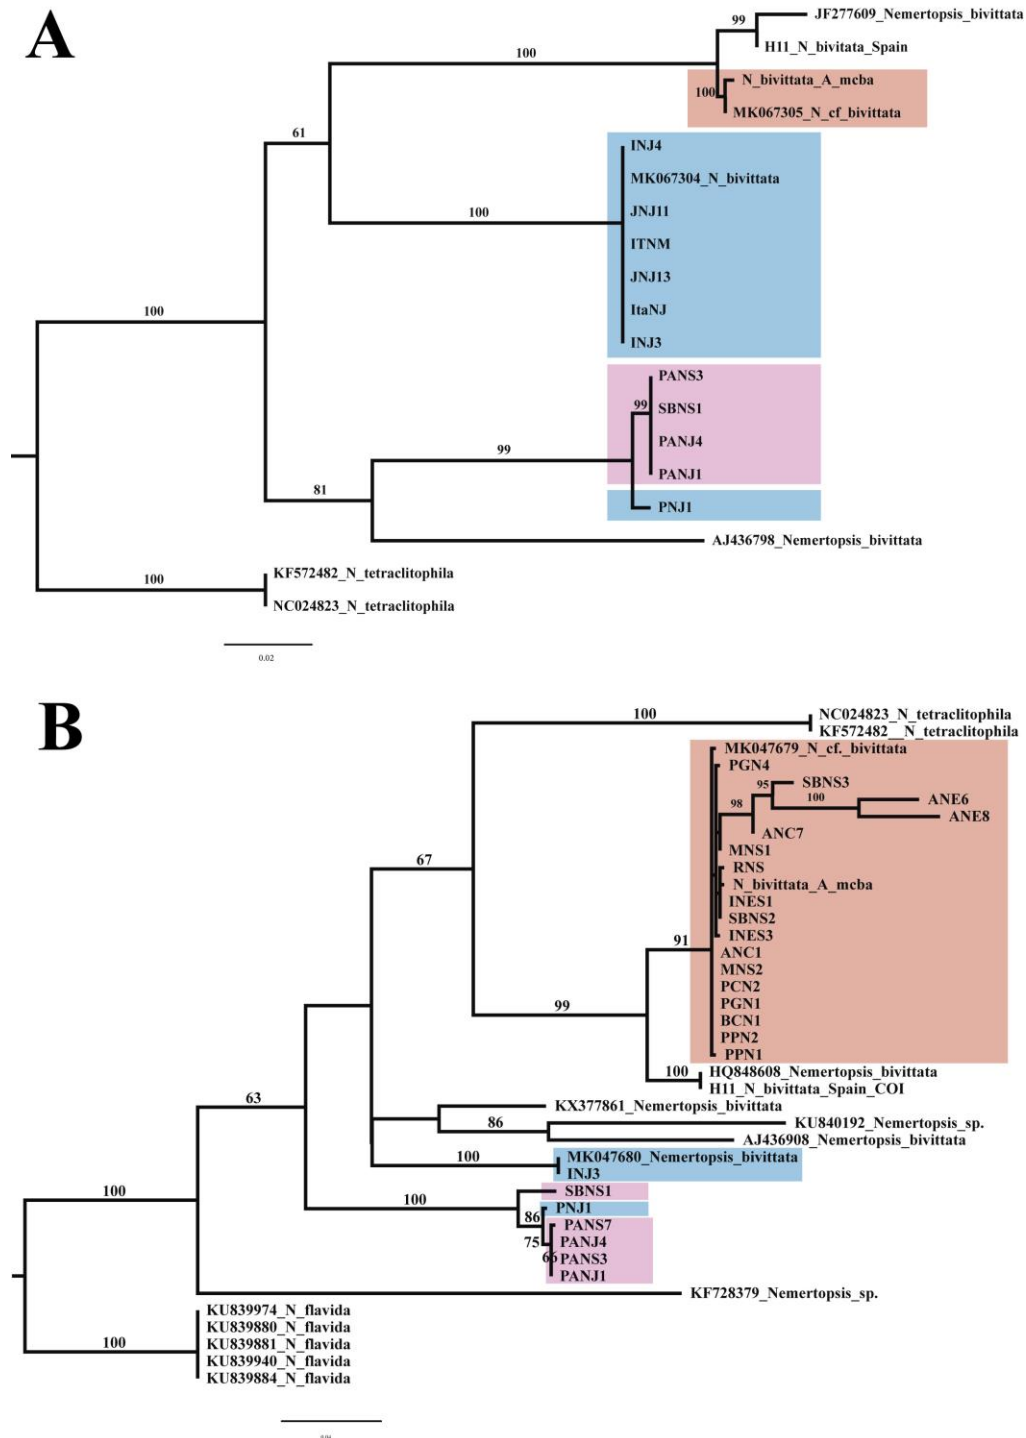 A
99
JF277609_Nemertopsis_bivittata
H11_N_bivitata_Spain
100
100
N_bivittata_A_mcba
MK067305_N_cf_bivittata
61
INJ4
MK067304_N_bivittata
JNJ11
100
ITNM
JNJ13
ItaNJ
INJ3
100
PANS3
99
SBNS1
PANJ4
99
PANJ1
81
PNJ1
AJ436798_Nemertopsis_bivittata
100
KF572482_N_tetraclitophila
NC024823_N_tetraclitophila
0.02
B
100
NC024823_N_tetraclitophila
KF572482__N_tetraclitophila
MK047679_N_cf._bivittata
PGN4
95
SBNS3
100
ANE6
98
ANE8
ANC7
MNS1
67
RNS
N_bivittata_A_mcba
INES1
SBNS2
INES3
91
ANC1
MNS2
PCN2
99
PGN1
BCN1
PPN2
PPN1
100
HQ848608_Nemertopsis_bivittata
H11_N_bivittata_Spain_COI
63
KX377861_Nemertopsis_bivittata
86
KU840192_Nemertopsis_sp.
AJ436908_Nemertopsis_bivittata
100
MK047680_Nemertopsis_bivittata
INJ3
100
100
SBNS1
PNJ1
86
PANS7
75
PANJ4
66
PANS3
PANJ1
KF728379_Nemertopsis_sp.
KU839974_N_flavida
KU839880_N_flavida
100
KU839881_N_flavida
KU839940_N_flavida
KU839884_N_flavida